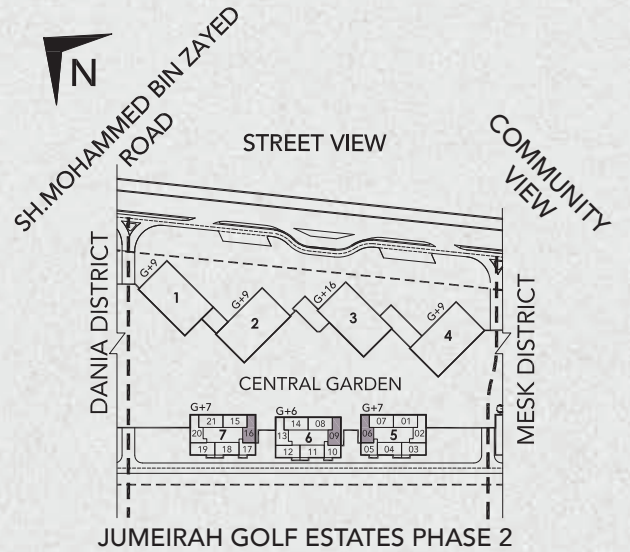 N
SH.MOHAMMED BIN ZAYED
ROAD
STREET VIEW
COMMUNITY
VIEW
DANIA DISTRICT
MESK DISTRICT
G+9
1
G+9
2
G+16
3
G+9
4
CENTRAL GARDEN
G+7
21 15
20 7 16
19 18 17
G+6
14 08
13 6 09
12 11 10
G+7
07 01
06 5 02
05 04 03
JUMEIRAH GOLF ESTATES PHASE 2